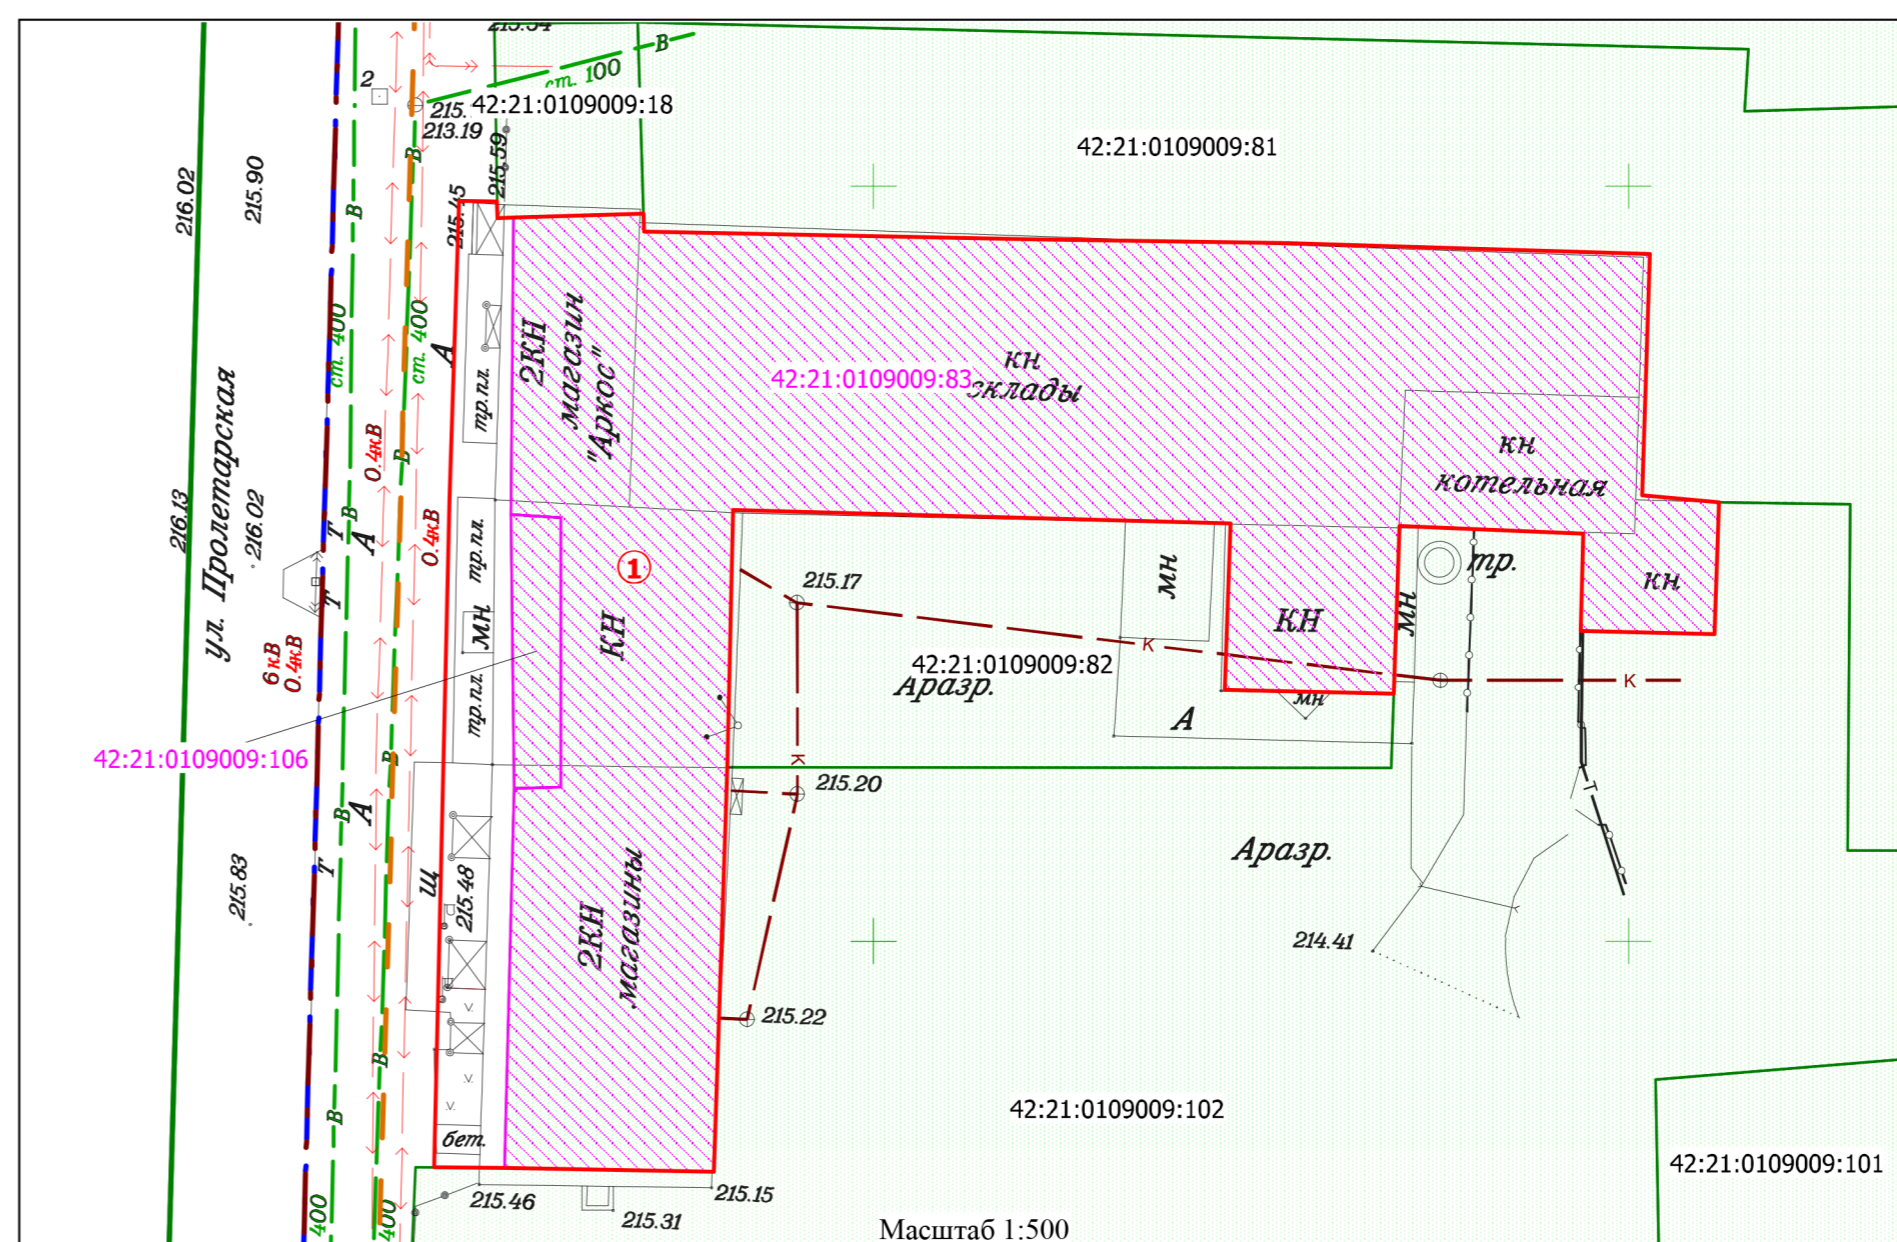 215.54
B
ст. 100
2
215.
42:21:0109009:18
213.19
42:21:0109009:81
B
B
215.59
216.02
215.90
215.45
ст. 400
ст. 400
А
2КН
магазин
"Аркос"
тр.пл.
кн
склады
42:21:0109009:83
ул. Пролетарская
0.4кВ
B
кн
котельная
216.13
216.02
B
Т
А
0.4кВ
тр.пл.
1
КН
МН
215.17
мн
КН
мн
тр.
кн
Т
6кВ
0.4кВ
К
42:21:0109009:82
Аразр.
К
мн
А
тр.пл.
42:21:0109009:106
B
К
215.20
B
А
Аразр.
Т
Т
215.83
щ
215.48
2КН
магазины
214.41
215.22
B
B
42:21:0109009:102
бет.
42:21:0109009:101
215.46
215.15
215.31
400
400
Масштаб 1:500